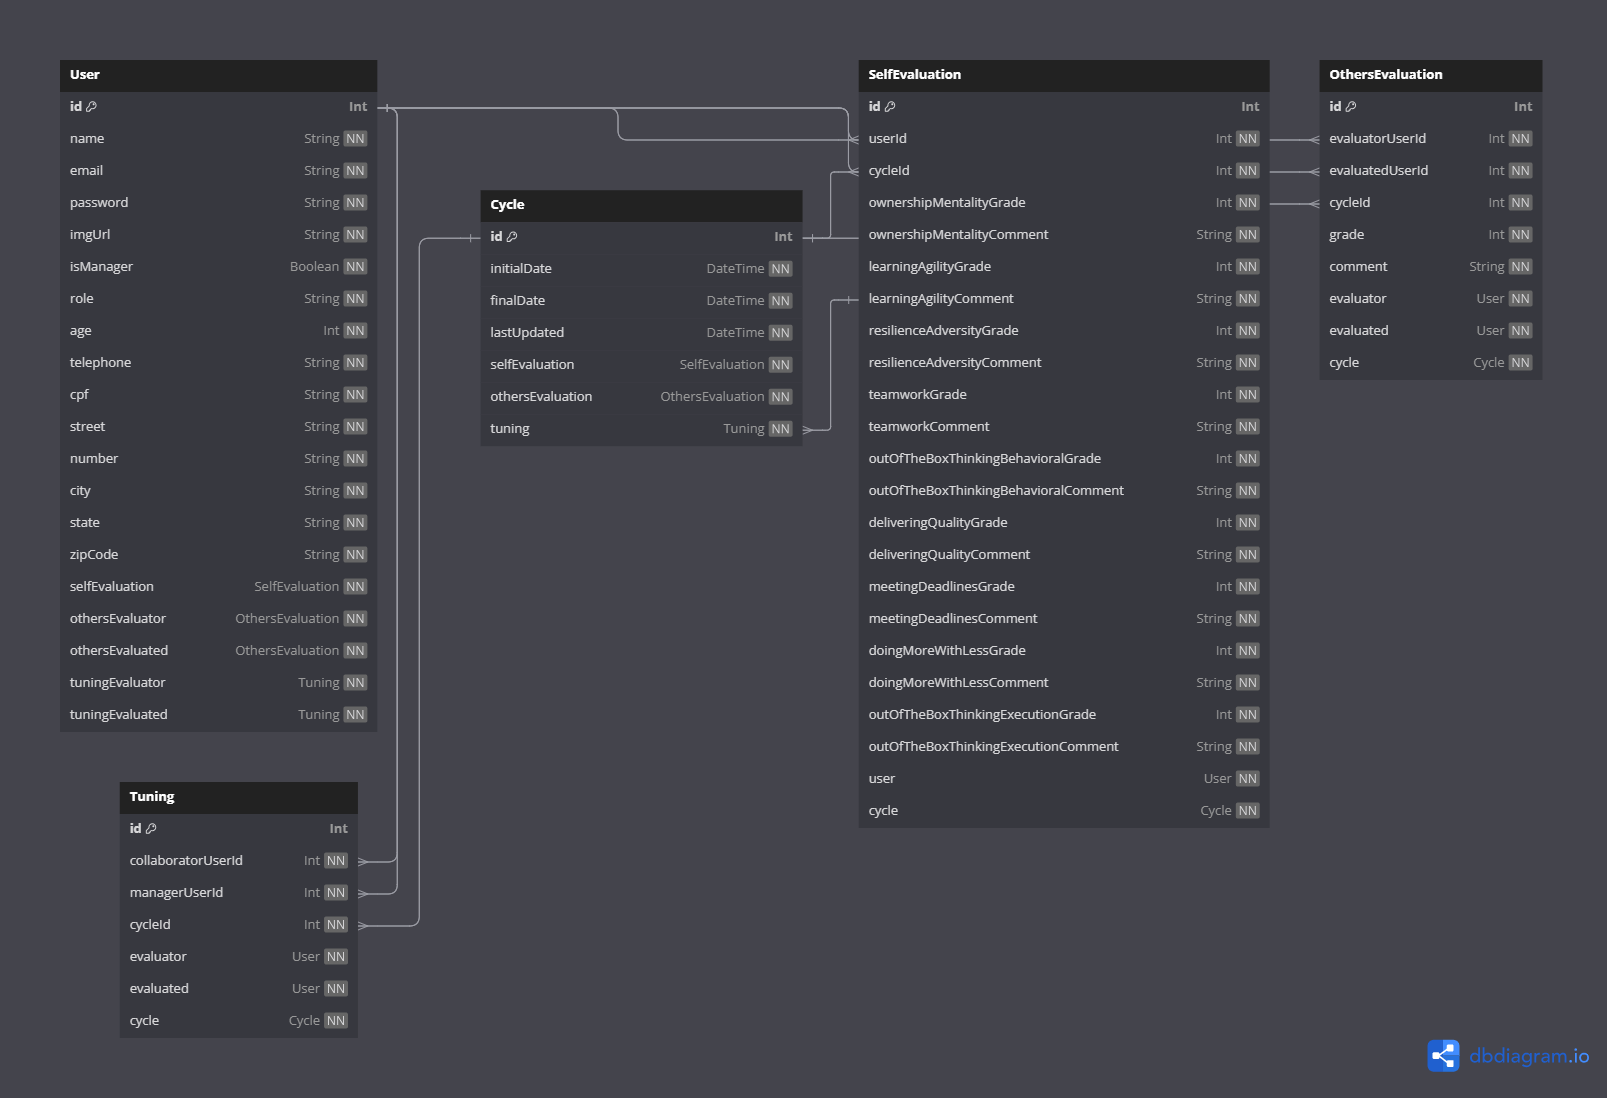 User
id Int
name String NN
email String NN
password String NN
imgUrl String NN
isManager Boolean NN
role String NN
age Int NN
telephone String NN
cpf String NN
street String NN
number String NN
city String NN
state String NN
zipCode String NN
selfEvaluation SelfEvaluation NN
othersEvaluator OthersEvaluation NN
othersEvaluated OthersEvaluation NN
tuningEvaluator Tuning NN
tuningEvaluated Tuning NN
Tuning
id Int
collaboratorUserId Int NN
managerUserId Int NN
cycleId Int NN
evaluator User NN
evaluated User NN
cycle Cycle NN
Cycle
id Int
initialDate DateTime NN
finalDate DateTime NN
lastUpdated DateTime NN
selfEvaluation SelfEvaluation NN
othersEvaluation OthersEvaluation NN
tuning Tuning NN
SelfEvaluation
id Int
userId Int NN
cycleId Int NN
ownershipMentalityGrade Int NN
ownershipMentalityComment String NN
learningAgilityGrade Int NN
learningAgilityComment String NN
resilienceAdversityGrade Int NN
resilienceAdversityComment String NN
teamworkGrade Int NN
teamworkComment String NN
outOfTheBoxThinkingBehavioralGrade Int NN
outOfTheBoxThinkingBehavioralComment String NN
deliveringQualityGrade Int NN
deliveringQualityComment String NN
meetingDeadlinesGrade Int NN
meetingDeadlinesComment String NN
doingMoreWithLessGrade Int NN
doingMoreWithLessComment String NN
outOfTheBoxThinkingExecutionGrade Int NN
outOfTheBoxThinkingExecutionComment String NN
user User NN
cycle Cycle NN
OthersEvaluation
id Int
evaluatorUserId Int NN
evaluatedUserId Int NN
cycleId Int NN
grade Int NN
comment String NN
evaluator User NN
evaluated User NN
cycle Cycle NN
dbdiagram.io